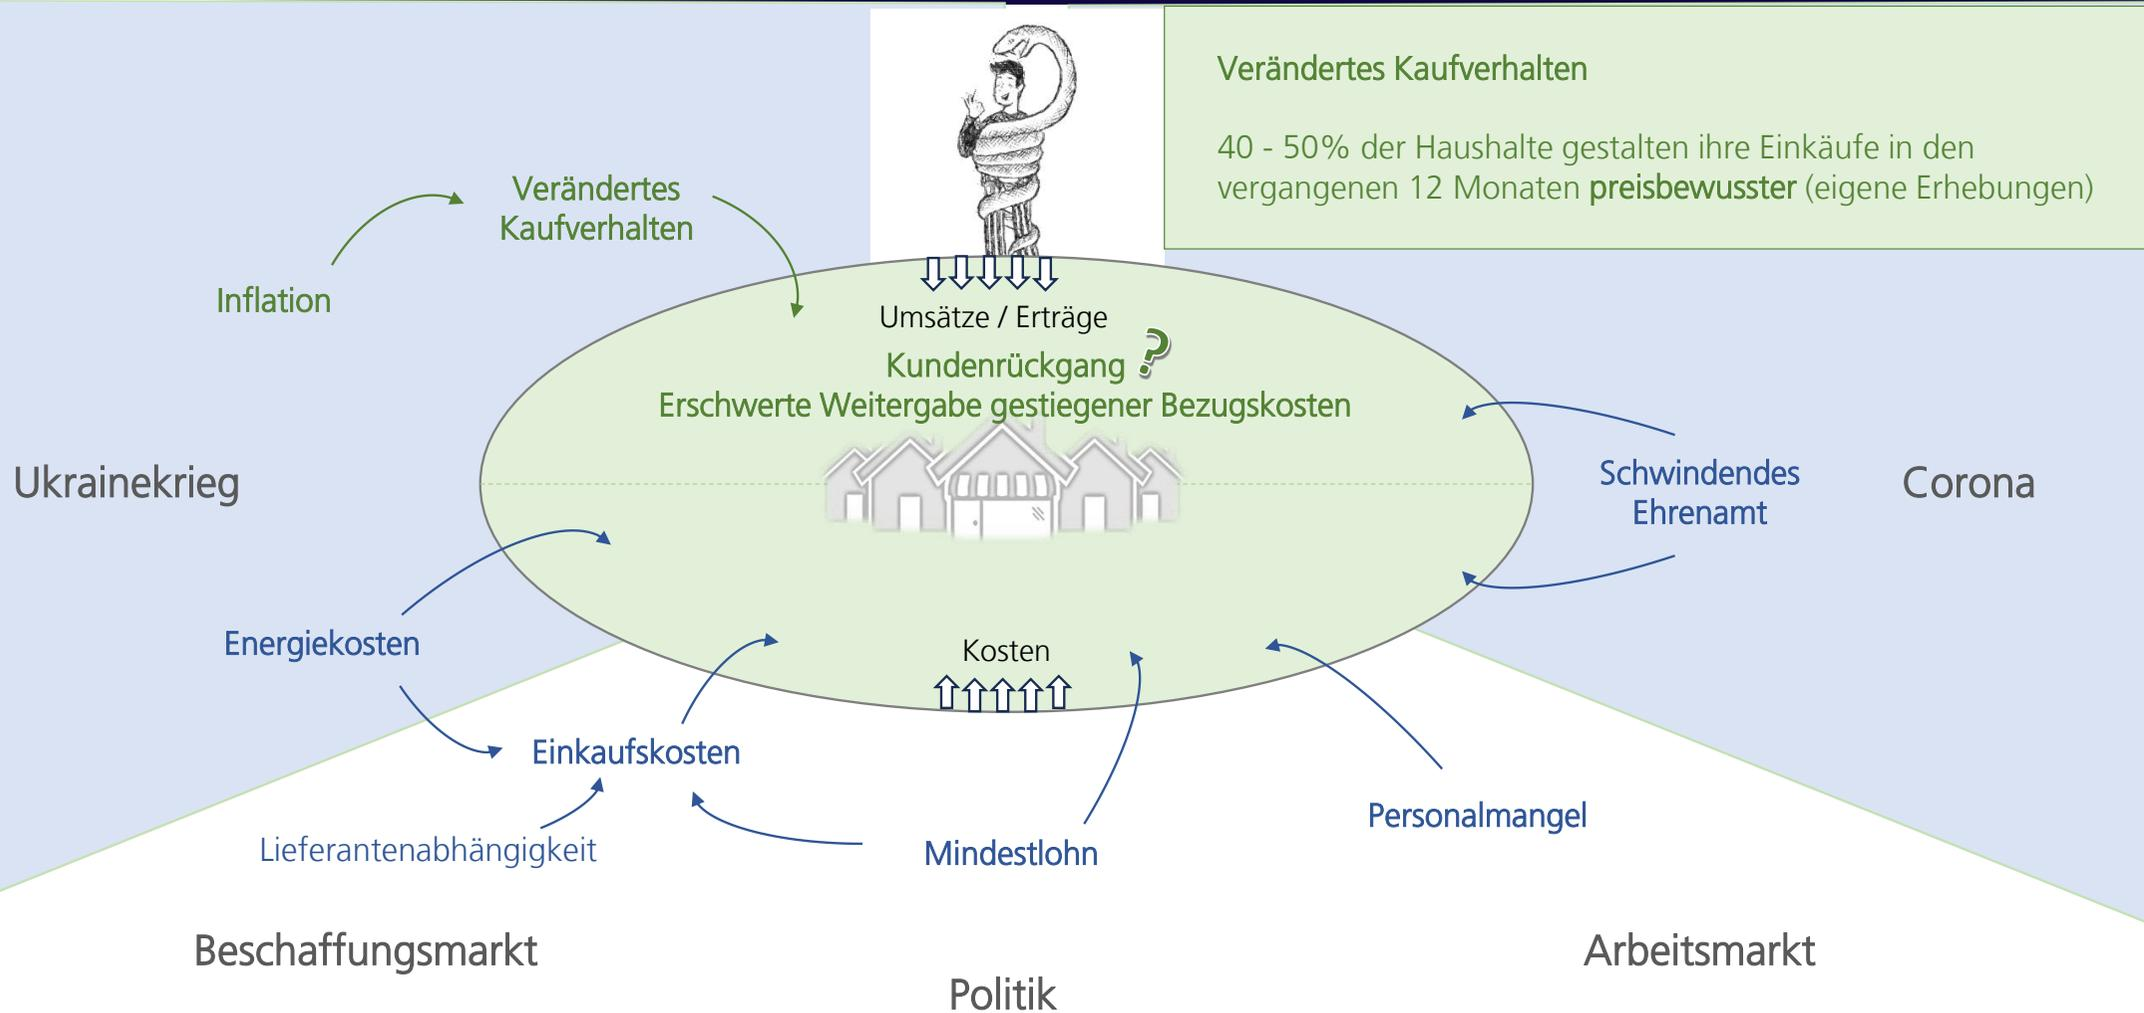 Verändertes Kaufverhalten
40 - 50% der Haushalte gestalten ihre Einkäufe in den
vergangenen 12 Monaten preisbewusster (eigene Erhebungen)
Verändertes
Kaufverhalten
Inflation
Umsätze / Erträge
Kundenrückgang ?
Erschwerte Weitergabe gestiegener Bezugskosten
Ukrainekrieg
Schwindendes
Ehrenamt
Corona
Energiekosten
Kosten
Einkaufskosten
Personalmangel
Lieferantenabhängigkeit
Mindestlohn
Beschaffungsmarkt
Arbeitsmarkt
Politik